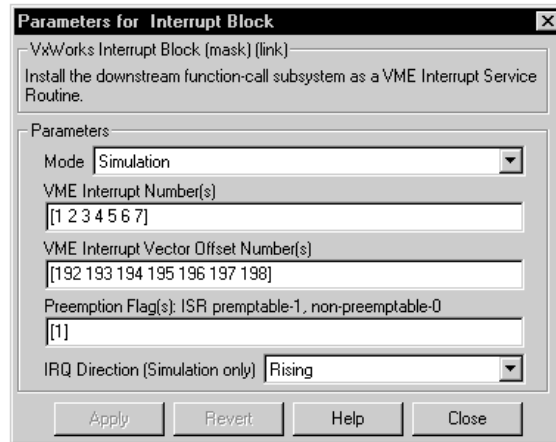 Parameters for Interrupt Block
VxWorks Interrupt Block (mask) (link)
Install the downstream function-call subsystem as a VME Interrupt Service
Routine.
Parameters
Mode Simulation
VME Interrupt Number(s)
[1 2 3 4 5 6 7]
VME Interrupt Vector Offset Number(s)
[192 193 194 195 196 197 198]
Preemption Flag(s): ISR premptable-1, non-preemptable-0
[1]
IRQ Direction (Simulation only) Rising
Apply Revert Help Close